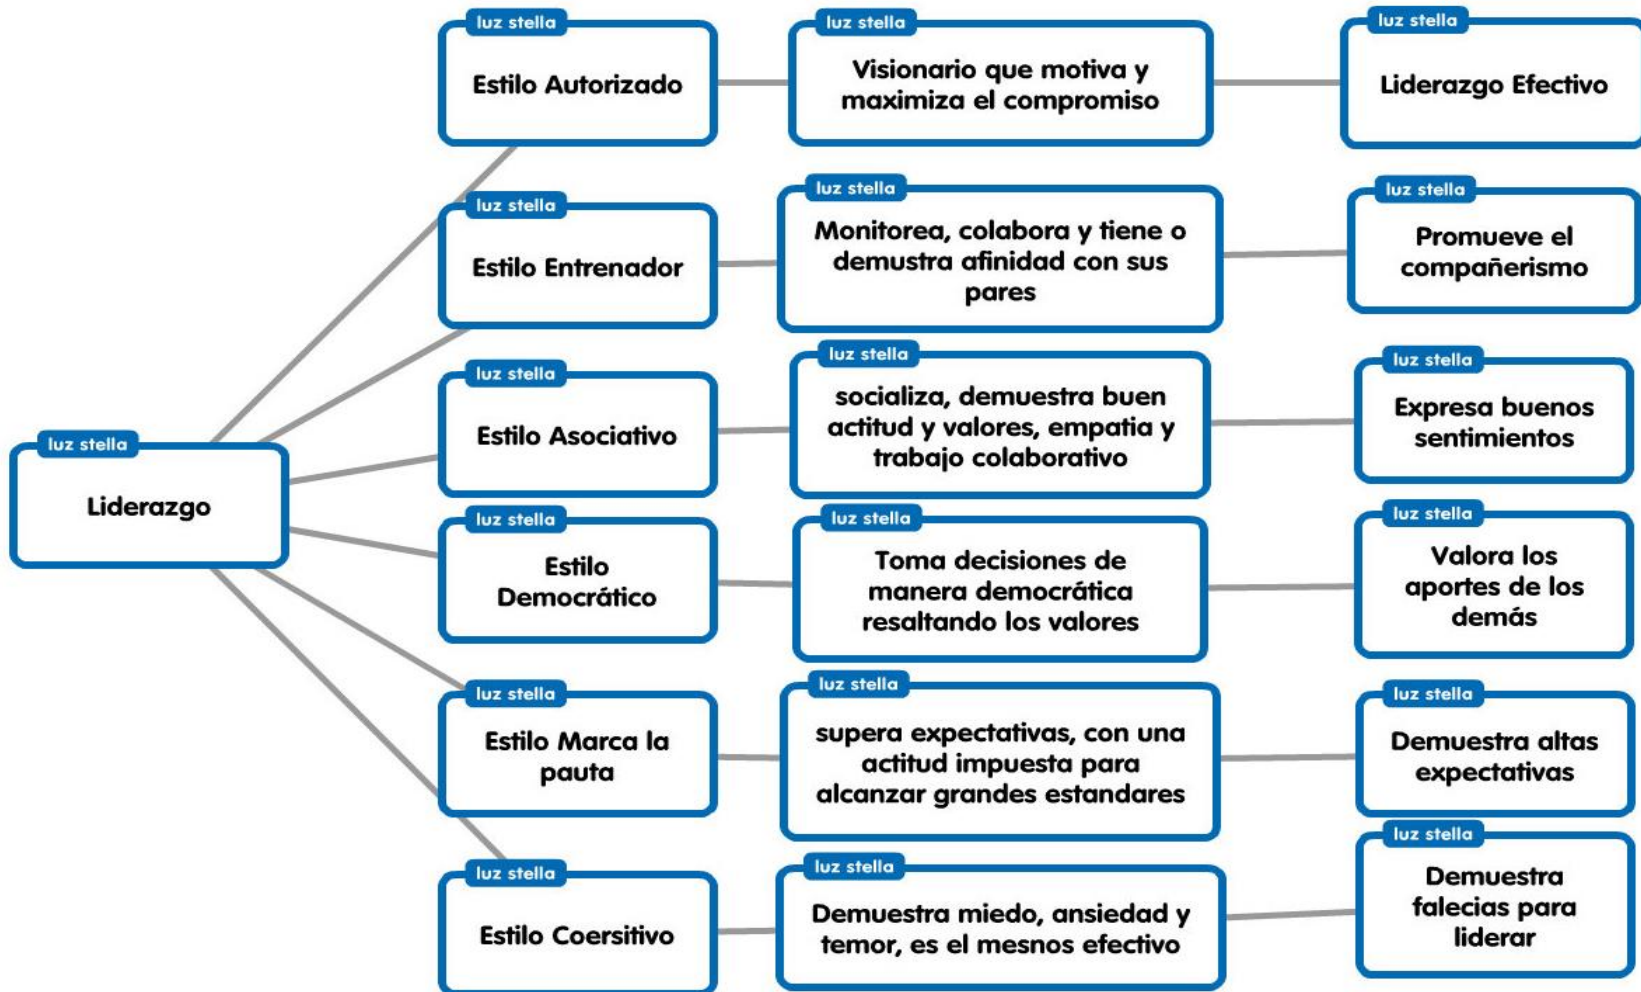 luz stella
Estilo Autorizado
luz stella
Visionario que motiva y
maximiza el compromiso
luz stella
Liderazgo Efectivo
luz stella
Estilo Entrenador
luz stella
Monitorea, colabora y tiene o
demustra afinidad con sus
pares
luz stella
Promueve el
compañerismo
luz stella
Estilo Asociativo
luz stella
socializa, demuestra buen
actitud y valores, empatia y
trabajo colaborativo
luz stella
Expresa buenos
sentimientos
luz stella
Liderazgo
luz stella
Estilo
Democrático
luz stella
Toma decisiones de
manera democrática
resaltando los valores
luz stella
Valora los
aportes de los
demás
luz stella
Estilo Marca la
pauta
luz stella
supera expectativas, con una
actitud impuesta para
alcanzar grandes estandares
luz stella
Demuestra altas
expectativas
luz stella
Estilo Coersitivo
luz stella
Demuestra miedo, ansiedad y
temor, es el mesnos efectivo
luz stella
Demuestra
falecias para
liderar